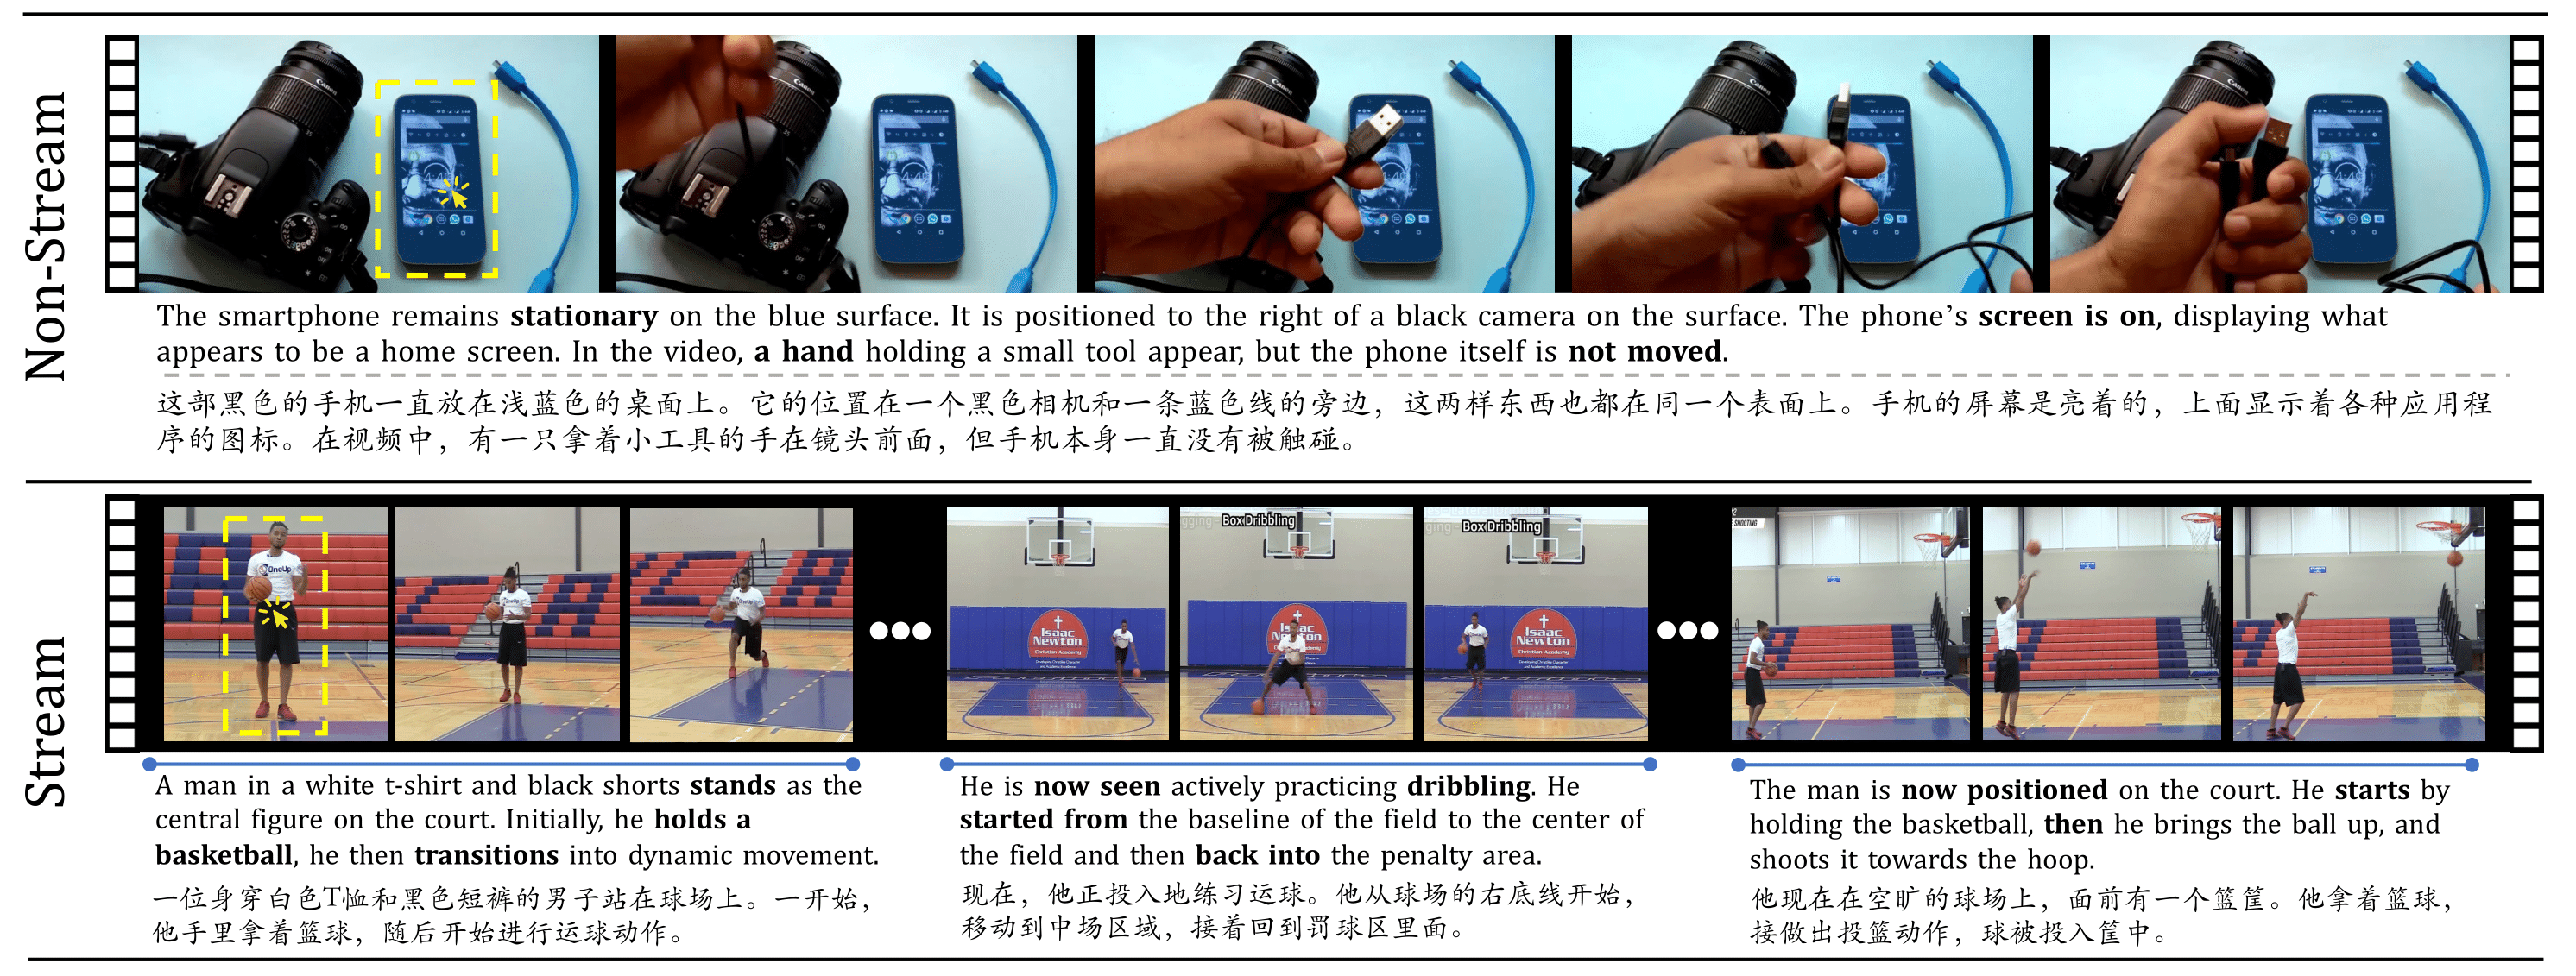 Non-Stream
Canon
4:4
The smartphone remains stationary on the blue surface. It is positioned to the right of a black camera on the surface. The phone's screen is on, displaying what
appears to be a home screen. In the video, a hand holding a small tool appear, but the phone itself is not moved.
这部黑色的手机一直放在浅蓝色的桌面上。它的位置在一个黑色相机和一条蓝色线的旁边，这两样东西也都在同一个表面上。手机的屏幕是亮着的，上面显示着各种应用程
序的图标。在视频中，有一只拿着小工具的手在镜头前面，但手机本身一直没有被触碰。
Stream
OneUp
Box Dribbling
Box Dribbling
SHOOTING
Isaac
Newton
Christian Academy
Developing Christian Character
and Academic Excellence
Isaac
Newton
Isaac
Newton
Christian Academy
A man in a white t-shirt and black shorts stands as the
central figure on the court. Initially, he holds a
basketball, he then transitions into dynamic movement.
一位身穿白色T恤和黑色短裤的男子站在球场上。一开始，
他手里拿着篮球，随后开始进行运球动作。
He is now seen actively practicing dribbling. He
started from the baseline of the field to the center of
the field and then back into the penalty area.
现在，他正投入地练习运球。他从球场的右底线开始，
移动到中场区域，接着回到罚球区里面。
The man is now positioned on the court. He starts by
holding the basketball, then he brings the ball up, and
shoots it towards the hoop.
他现在在空旷的球场上，面前有一个篮筐。他拿着篮球，
接做出投篮动作，球被投入筐中。